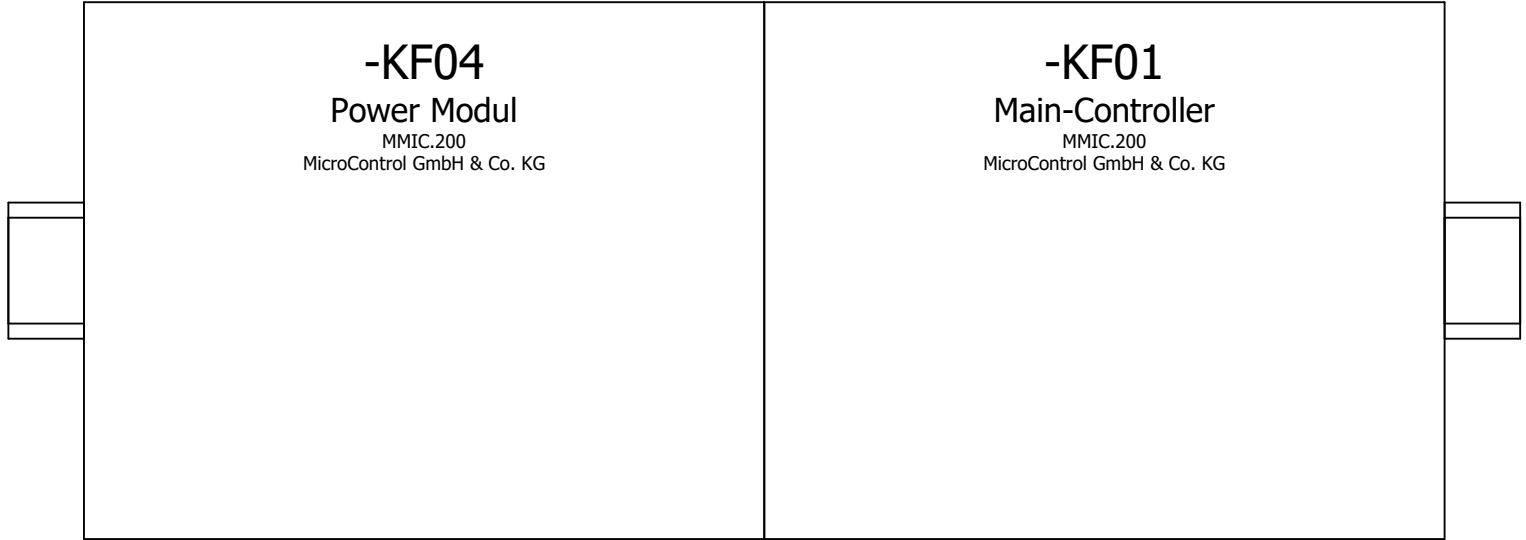 -KF04
Power Modul
MMIC.200
MicroControl GmbH & Co. KG
-KF01
Main-Controller
MMIC.200
MicroControl GmbH & Co. KG